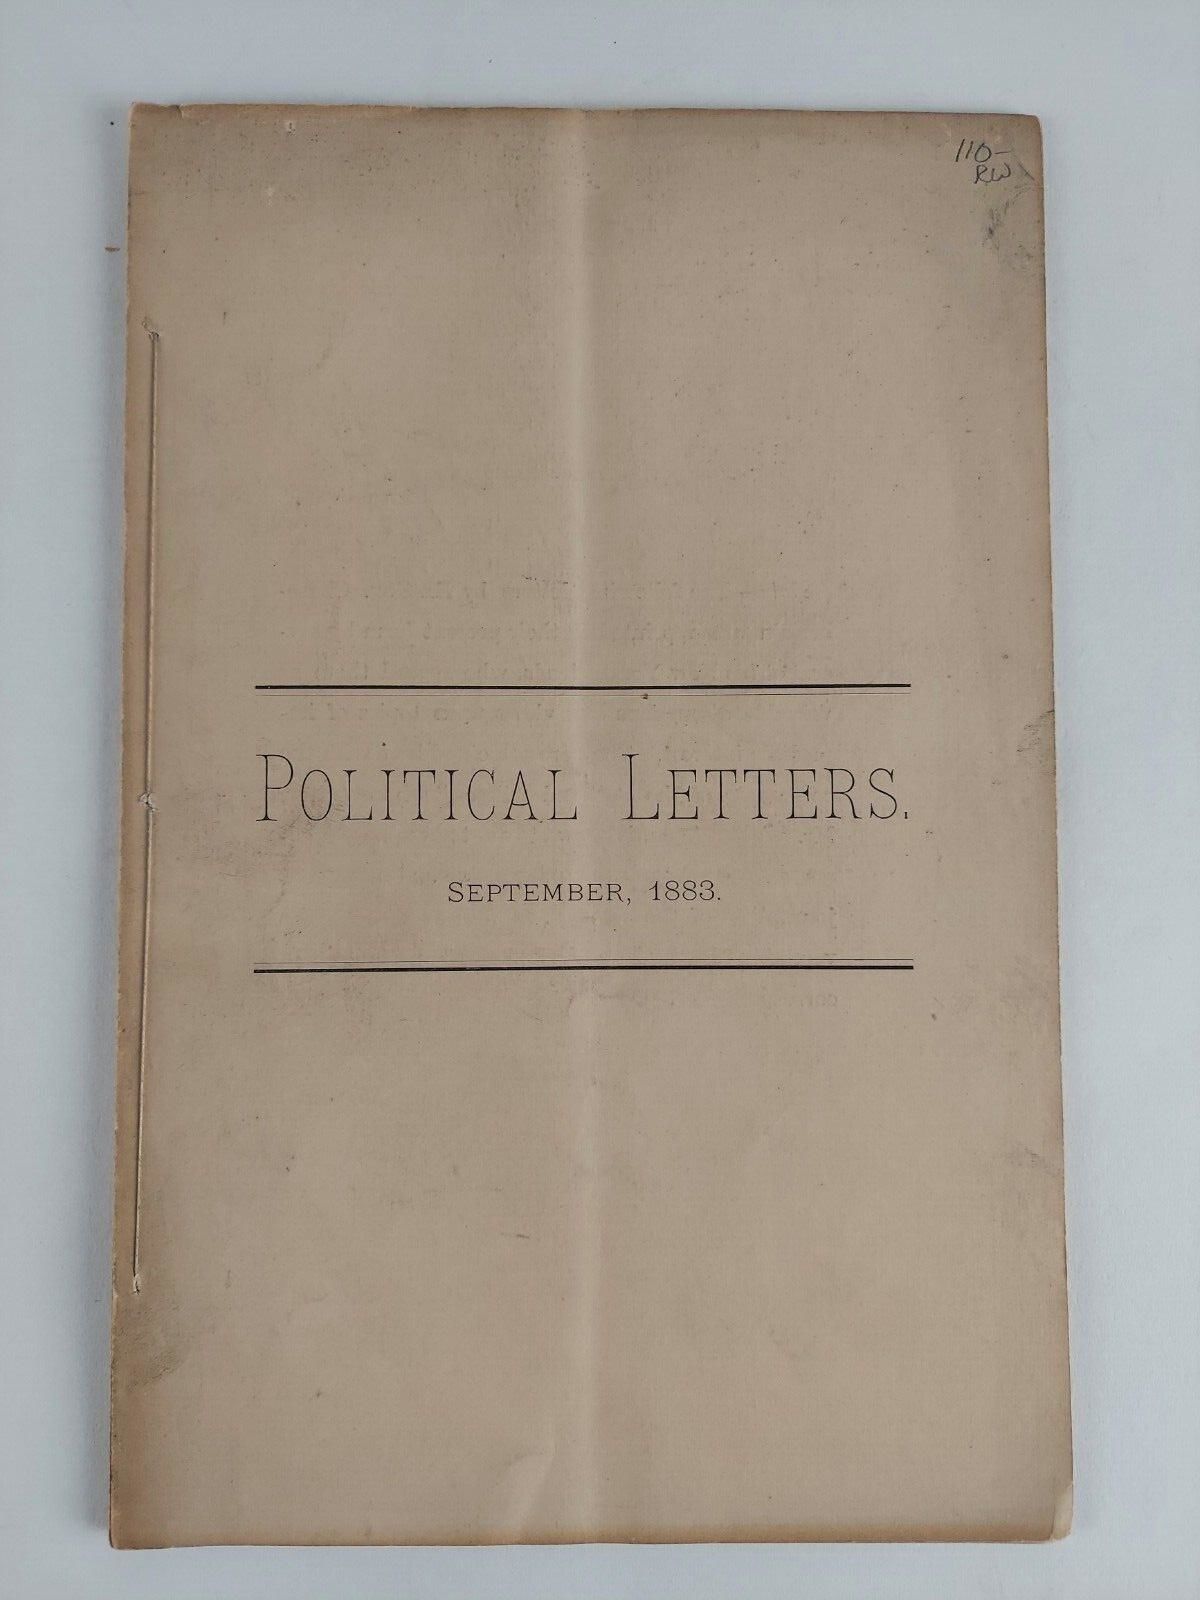 110-
RW
POLITICAL LETTERS.
SEPTEMBER, 1883.